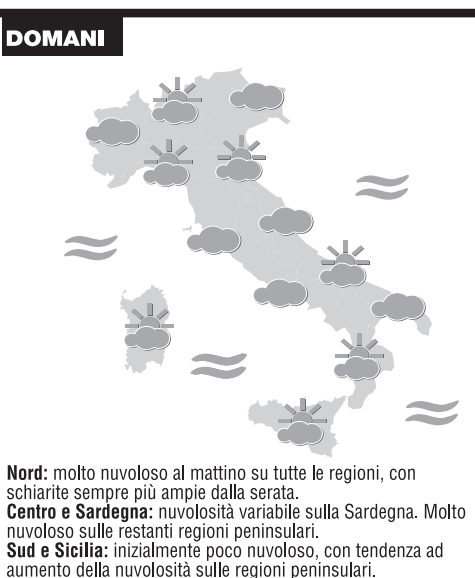 DOMANI
Nord: molto nuvoloso al mattino su tutte le regioni, con
schiarite sempre più ampie dalla serata.
Centro e Sardegna: nuvolosità variabile sulla Sardegna. Molto
nuvoloso sulle restanti regioni peninsulari.
Sud e Sicilia: inizialmente poco nuvoloso, con tendenza ad
aumento della nuvolosità sulle regioni peninsulari.